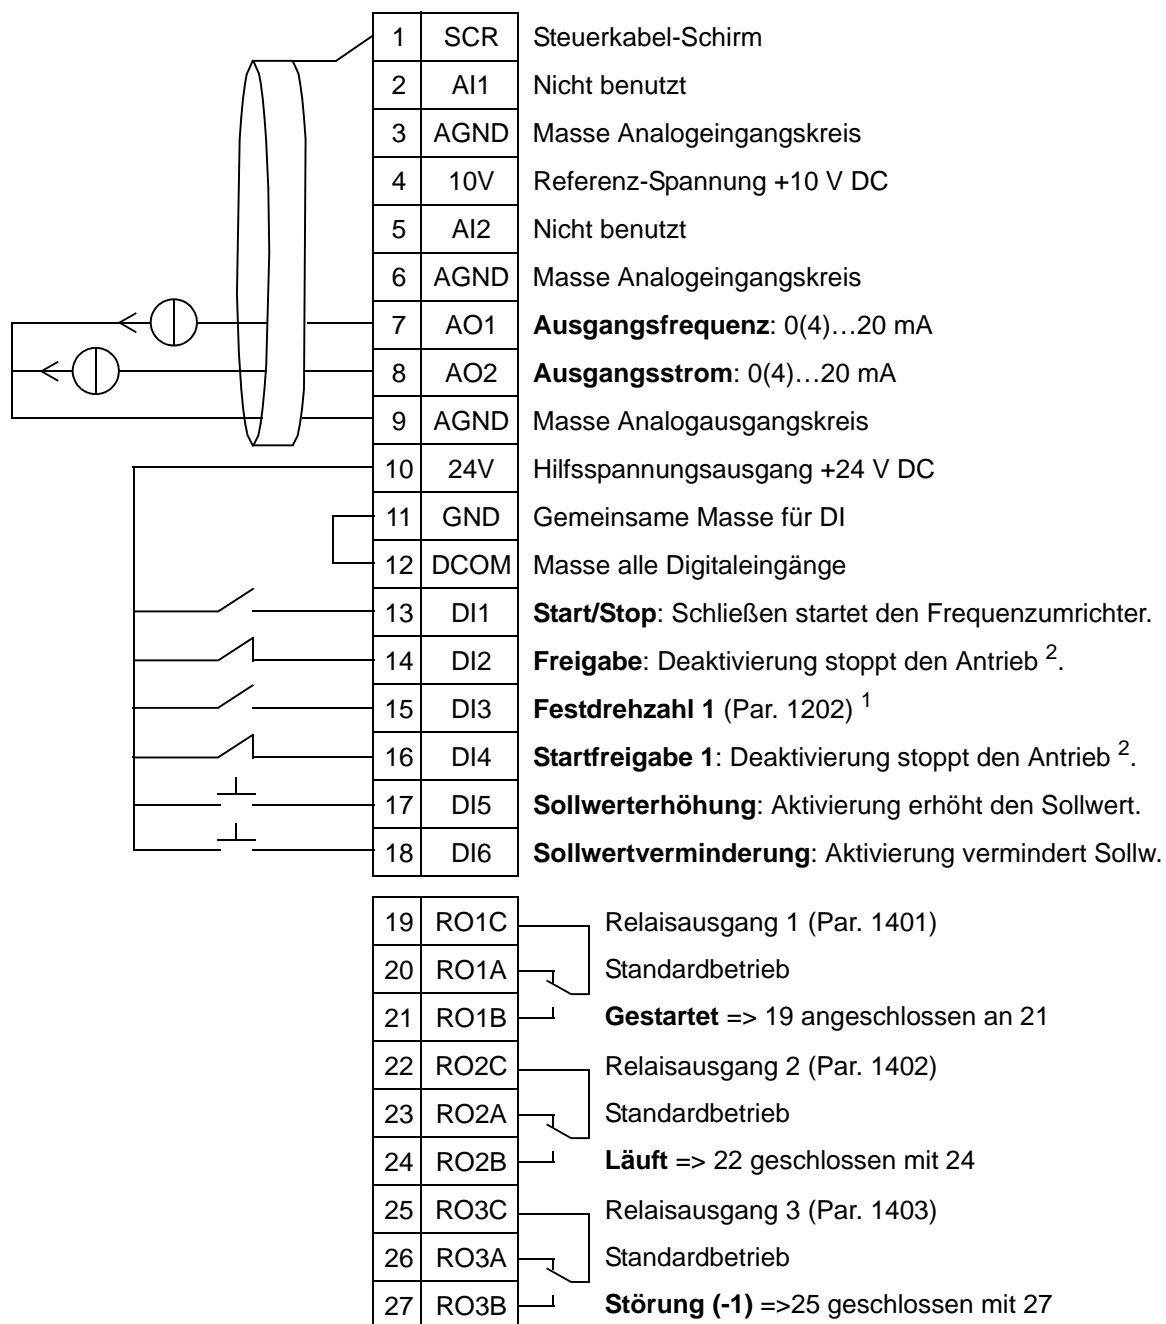 1 SCR Steuerkabel-Schirm
2 AI1 Nicht benutzt
3 AGND Masse Analogeingangskreis
4 10V Referenz-Spannung +10 V DC
5 AI2 Nicht benutzt
6 AGND Masse Analogeingangskreis
7 AO1 Ausgangsfrequenz: 0(4)…20 mA
8 AO2 Ausgangsstrom: 0(4)…20 mA
9 AGND Masse Analogausgangskreis
10 24V Hilfsspannungsausgang +24 V DC
11 GND Gemeinsame Masse für DI
12 DCOM Masse alle Digitaleingänge
13 DI1 Start/Stop: Schließen startet den Frequenzumrichter.
14 DI2 Freigabe: Deaktivierung stoppt den Antrieb 2.
15 DI3 Festdrehzahl 1 (Par. 1202) 1
16 DI4 Startfreigabe 1: Deaktivierung stoppt den Antrieb 2.
17 DI5 Sollwerterhöhung: Aktivierung erhöht den Sollwert.
18 DI6 Sollwertverminderung: Aktivierung vermindert Sollw.
19 RO1C Relaisausgang 1 (Par. 1401)
20 RO1A Standardbetrieb
21 RO1B Gestartet => 19 angeschlossen an 21
22 RO2C Relaisausgang 2 (Par. 1402)
23 RO2A Standardbetrieb
24 RO2B Läuft => 22 geschlossen mit 24
25 RO3C Relaisausgang 3 (Par. 1403)
26 RO3A Standardbetrieb
27 RO3B Störung (-1) =>25 geschlossen mit 27